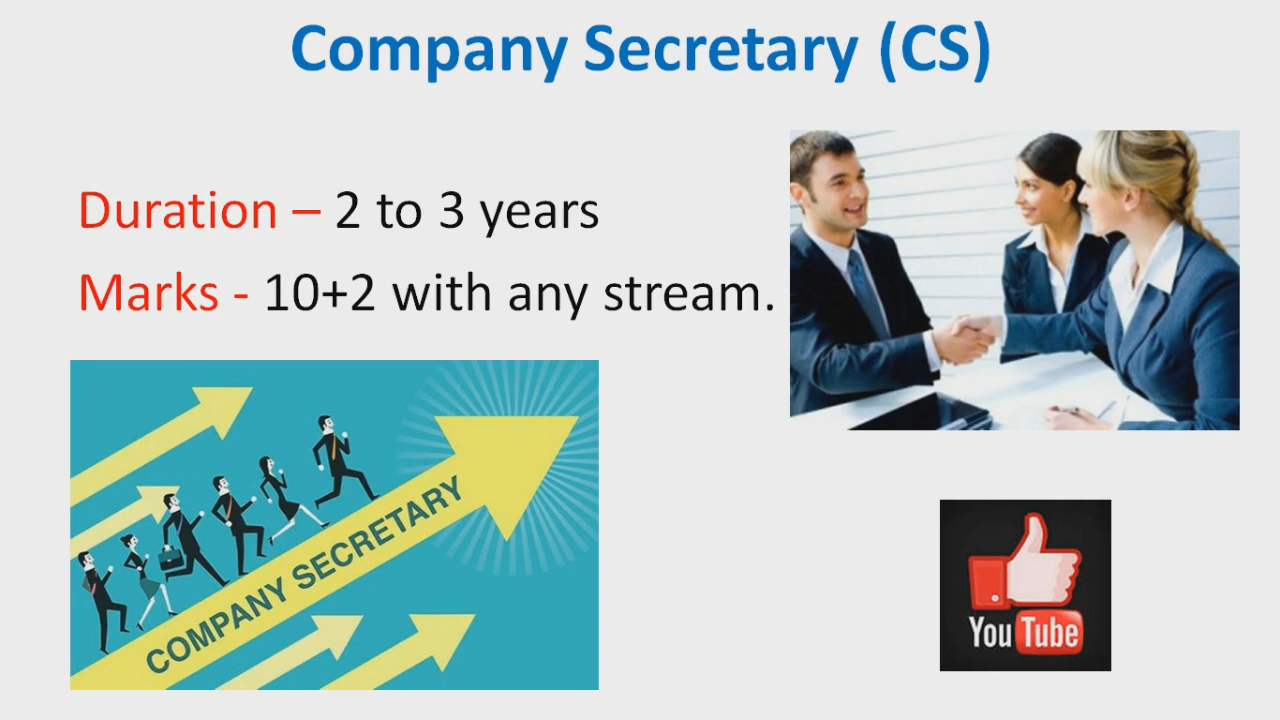 Company Secretary (CS)
Duration – 2 to 3 years
Marks - 10+2 with any stream.
COMPANY SECRETARY
You Tube